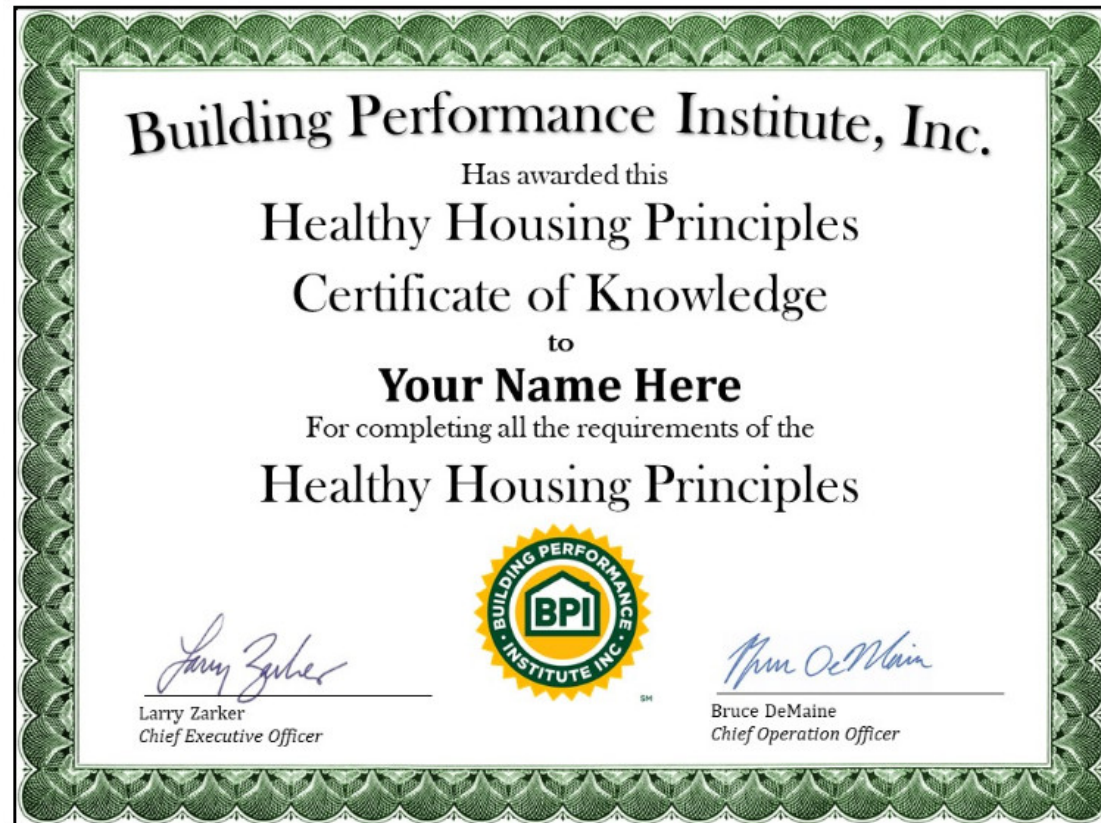 Building Performance Institute, Inc.
Has awarded this
Healthy Housing Principles
Certificate of Knowledge
to
Your Name Here
For completing all the requirements of the
Healthy Housing Principles
BUILDING PERFORMANCE
BPI
INSTITUTE INC
SM
Larry Zarker
Larry Zarker
Chief Executive Officer
Bruce DeMaine
Chief Operation Officer